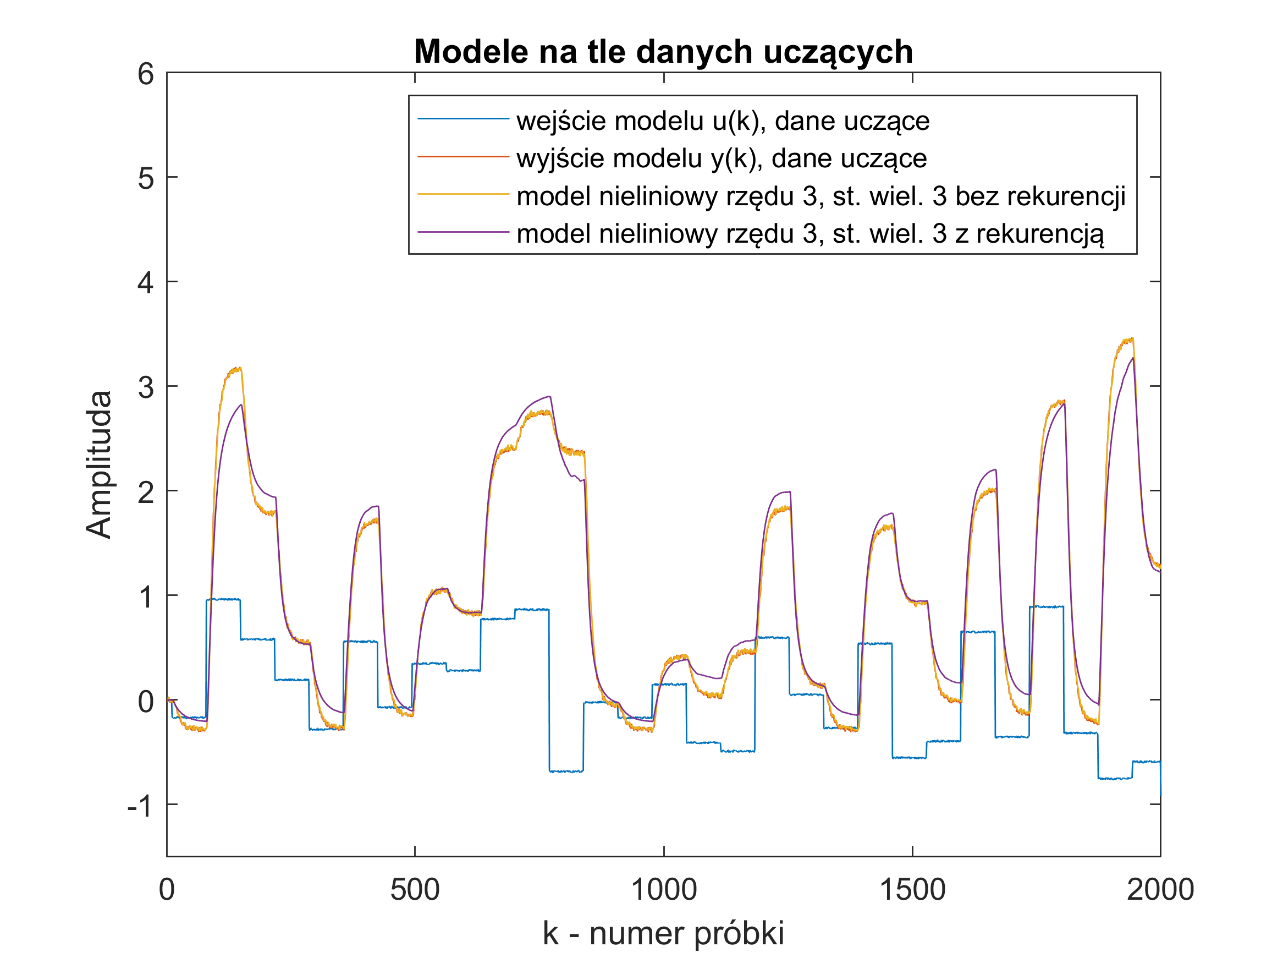 Modele na tle danych uczących
6
wejście modelu u(k), dane uczące
wyjście modelu y(k), dane uczące
model nieliniowy rzędu 3, st. wiel. 3 bez rekurencji
model nieliniowy rzędu 3, st. wiel. 3 z rekurencją
5
4
3
2
1
0
-1
Amplituda
0 500 1000 1500 2000
k - numer próbki